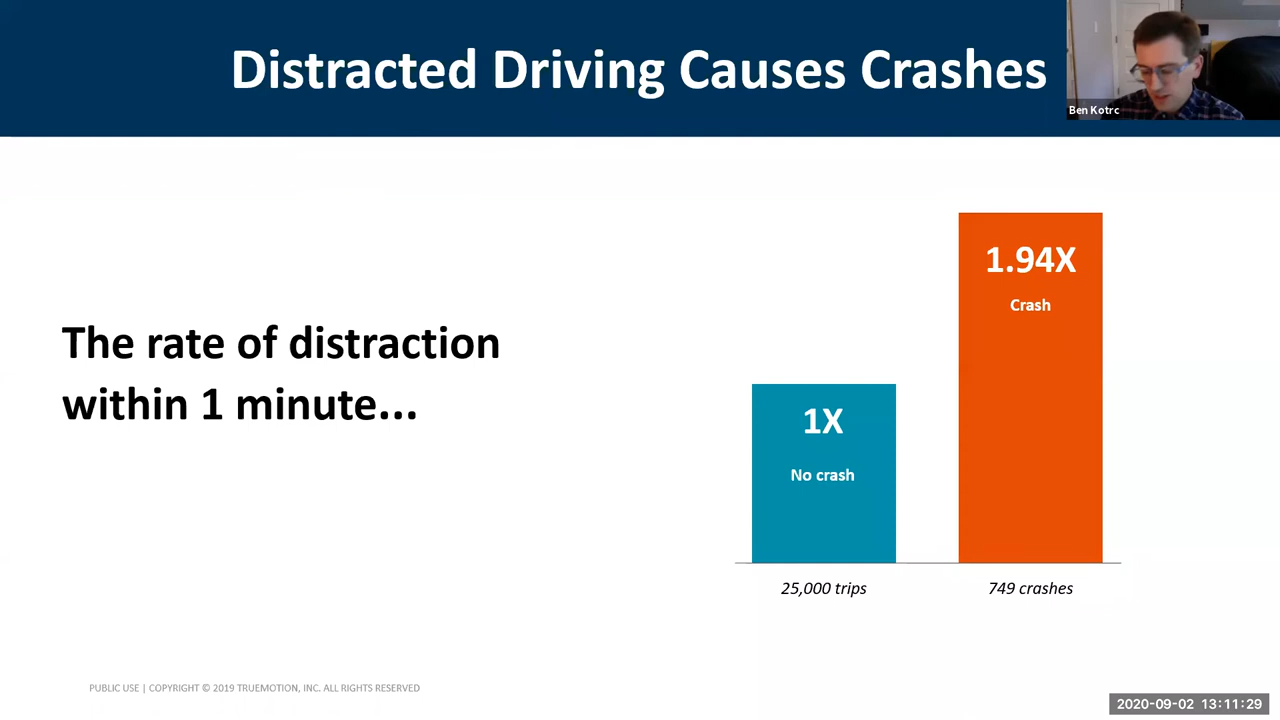 Distracted Driving Causes Crashes
Ben Kotrc
The rate of distraction
within 1 minute...
1.94X
Crash
1X
No crash
25,000 trips
749 crashes
PUBLIC USE | COPYRIGHT © 2019 TRUEMOTION, INC. ALL RIGHTS RESERVED
2020-09-02 13:11:29